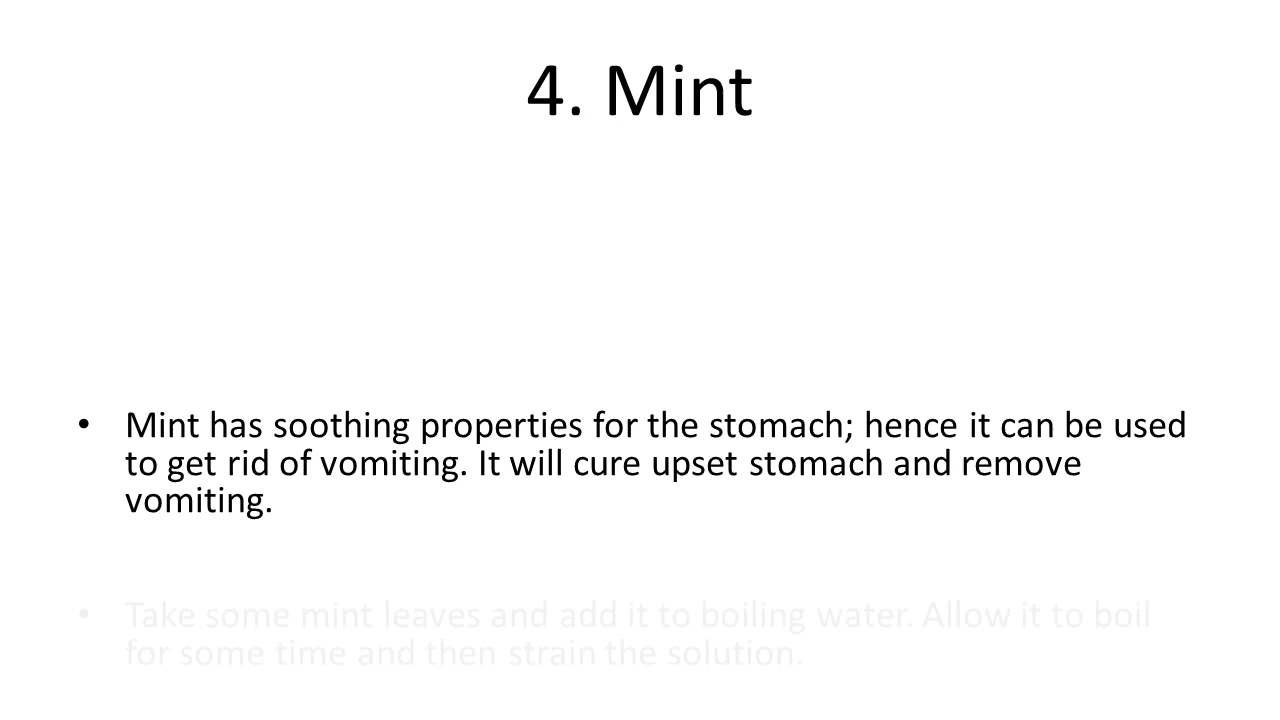 4. Mint
• Mint has soothing properties for the stomach; hence it can be used
to get rid of vomiting. It will cure upset stomach and remove
vomiting.
• Take some mint leaves and add it to boiling water. Allow it to boil
for some time and then strain the solution.